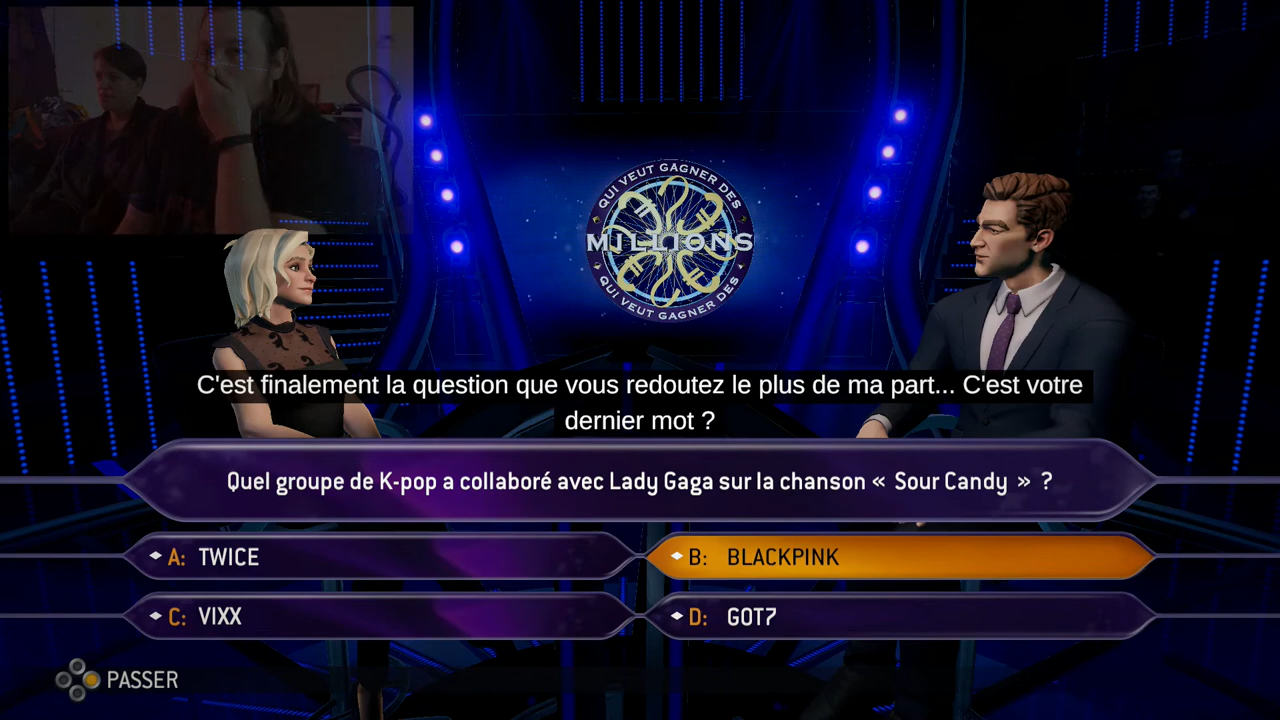 QUI VEUT GAGNER DES
MILLIONS
QUI VEUT GAGNER DES
C'est finalement la question que vous redoutez le plus de ma part... C'est votre
dernier mot ?
Quel groupe de K-pop a collaboré avec Lady Gaga sur la chanson « Sour Candy » ?
A: TWICE
B: BLACKPINK
C: VIXX
D: GOT7
PASSER